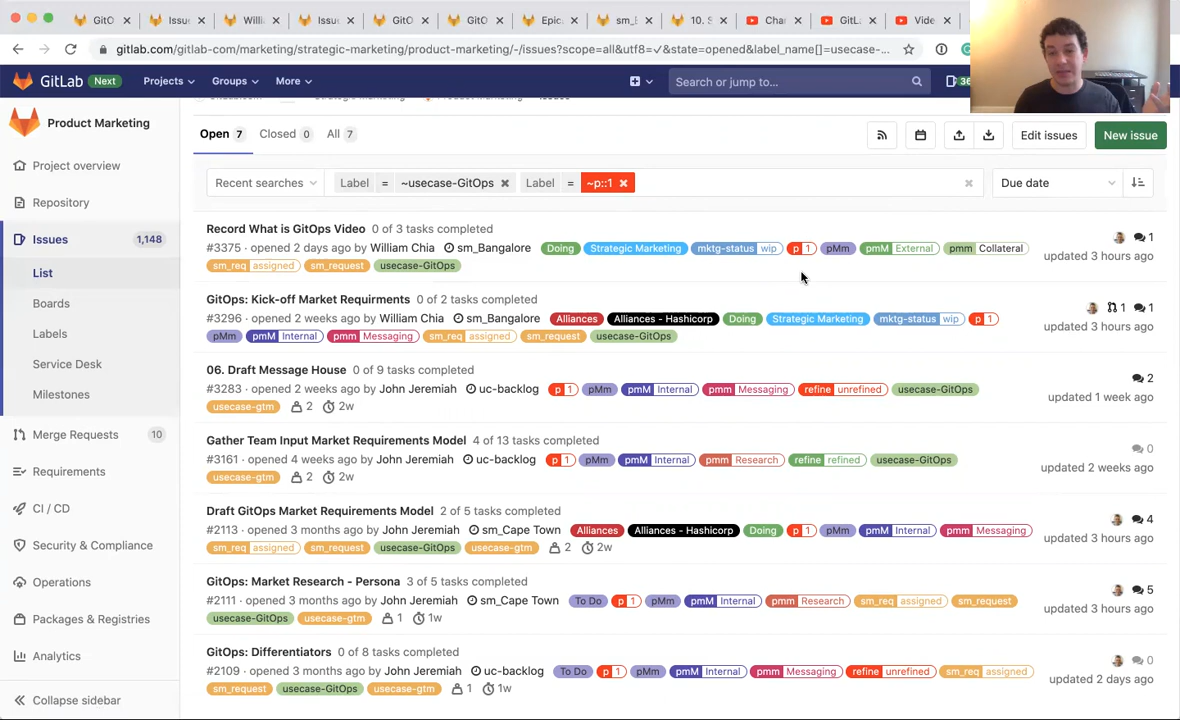 GitO
Issu
Willi
Issu
GitO
GitO
Epic
sm_B
10. S
Chan
GitL
Vide
gitlab.com/gitlab-com/marketing/strategic-marketing/product-marketing/-/issues?scope=all&utf8=✓&state=opened&label_name[]=usecase-...
GitLab Next Projects Groups More Search or jump to... 36
Product Marketing
Project overview
Repository
Issues 1,148
List
Boards
Labels
Service Desk
Milestones
Merge Requests 10
Requirements
CI / CD
Security & Compliance
Operations
Packages & Registries
Analytics
Collapse sidebar
Open 7 Closed 0 All 7 Edit issues New issue
Recent searches Label = ~usecase-GitOps Label = ~p::1 Due date
Record What is GitOps Video 0 of 3 tasks completed 1
#3375 · opened 2 days ago by William Chia sm_Bangalore Doing Strategic Marketing mktg-status wip p 1 pMm pmM External pmm Collateral updated 3 hours ago
sm_req assigned sm_request usecase-GitOps
GitOps: Kick-off Market Requirments 0 of 2 tasks completed 1 1
#3296 · opened 2 weeks ago by William Chia sm_Bangalore Alliances Alliances - Hashicorp Doing Strategic Marketing mktg-status wip p 1 updated 3 hours ago
pMm pmM Internal pmm Messaging sm_req assigned sm_request usecase-GitOps
06. Draft Message House 0 of 9 tasks completed 2
#3283 · opened 2 weeks ago by John Jeremiah uc-backlog p 1 pMm pmM Internal pmm Messaging refine unrefined usecase-GitOps updated 1 week ago
usecase-gtm 2 2w
Gather Team Input Market Requirements Model 4 of 13 tasks completed 0
#3161 · opened 4 weeks ago by John Jeremiah uc-backlog p 1 pMm pmM Internal pmm Research refine refined usecase-GitOps updated 2 weeks ago
usecase-gtm 2 2w
Draft GitOps Market Requirements Model 2 of 5 tasks completed 4
#2113 · opened 3 months ago by John Jeremiah sm_Cape Town Alliances Alliances - Hashicorp Doing p 1 pMm pmM Internal pmm Messaging updated 3 hours ago
sm_req assigned sm_request usecase-GitOps usecase-gtm 2 2w
GitOps: Market Research - Persona 3 of 5 tasks completed 5
#2111 · opened 3 months ago by John Jeremiah sm_Cape Town To Do p 1 pMm pmM Internal pmm Research sm_req assigned sm_request updated 3 hours ago
usecase-GitOps usecase-gtm 1 1w
GitOps: Differentiators 0 of 8 tasks completed 0
#2109 · opened 3 months ago by John Jeremiah uc-backlog To Do p 1 pMm pmM Internal pmm Messaging refine unrefined sm_req assigned updated 2 days ago
sm_request usecase-GitOps usecase-gtm 1 1w